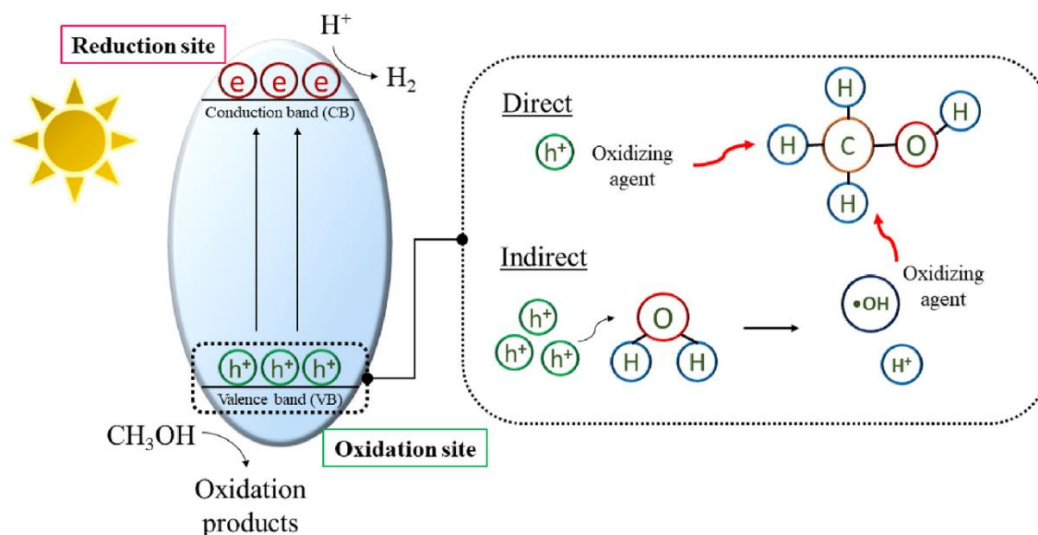 Reduction site
H⁺
H₂
e e e
Conduction band (CB)
h⁺ h⁺ h⁺
Valence band (VB)
CH₃OH
Oxidation site
Oxidation
products
Direct
h⁺
Oxidizing
agent
H
H
H C O
H
Indirect
h⁺
h⁺ h⁺
O
H H
Oxidizing
agent
•OH
H⁺